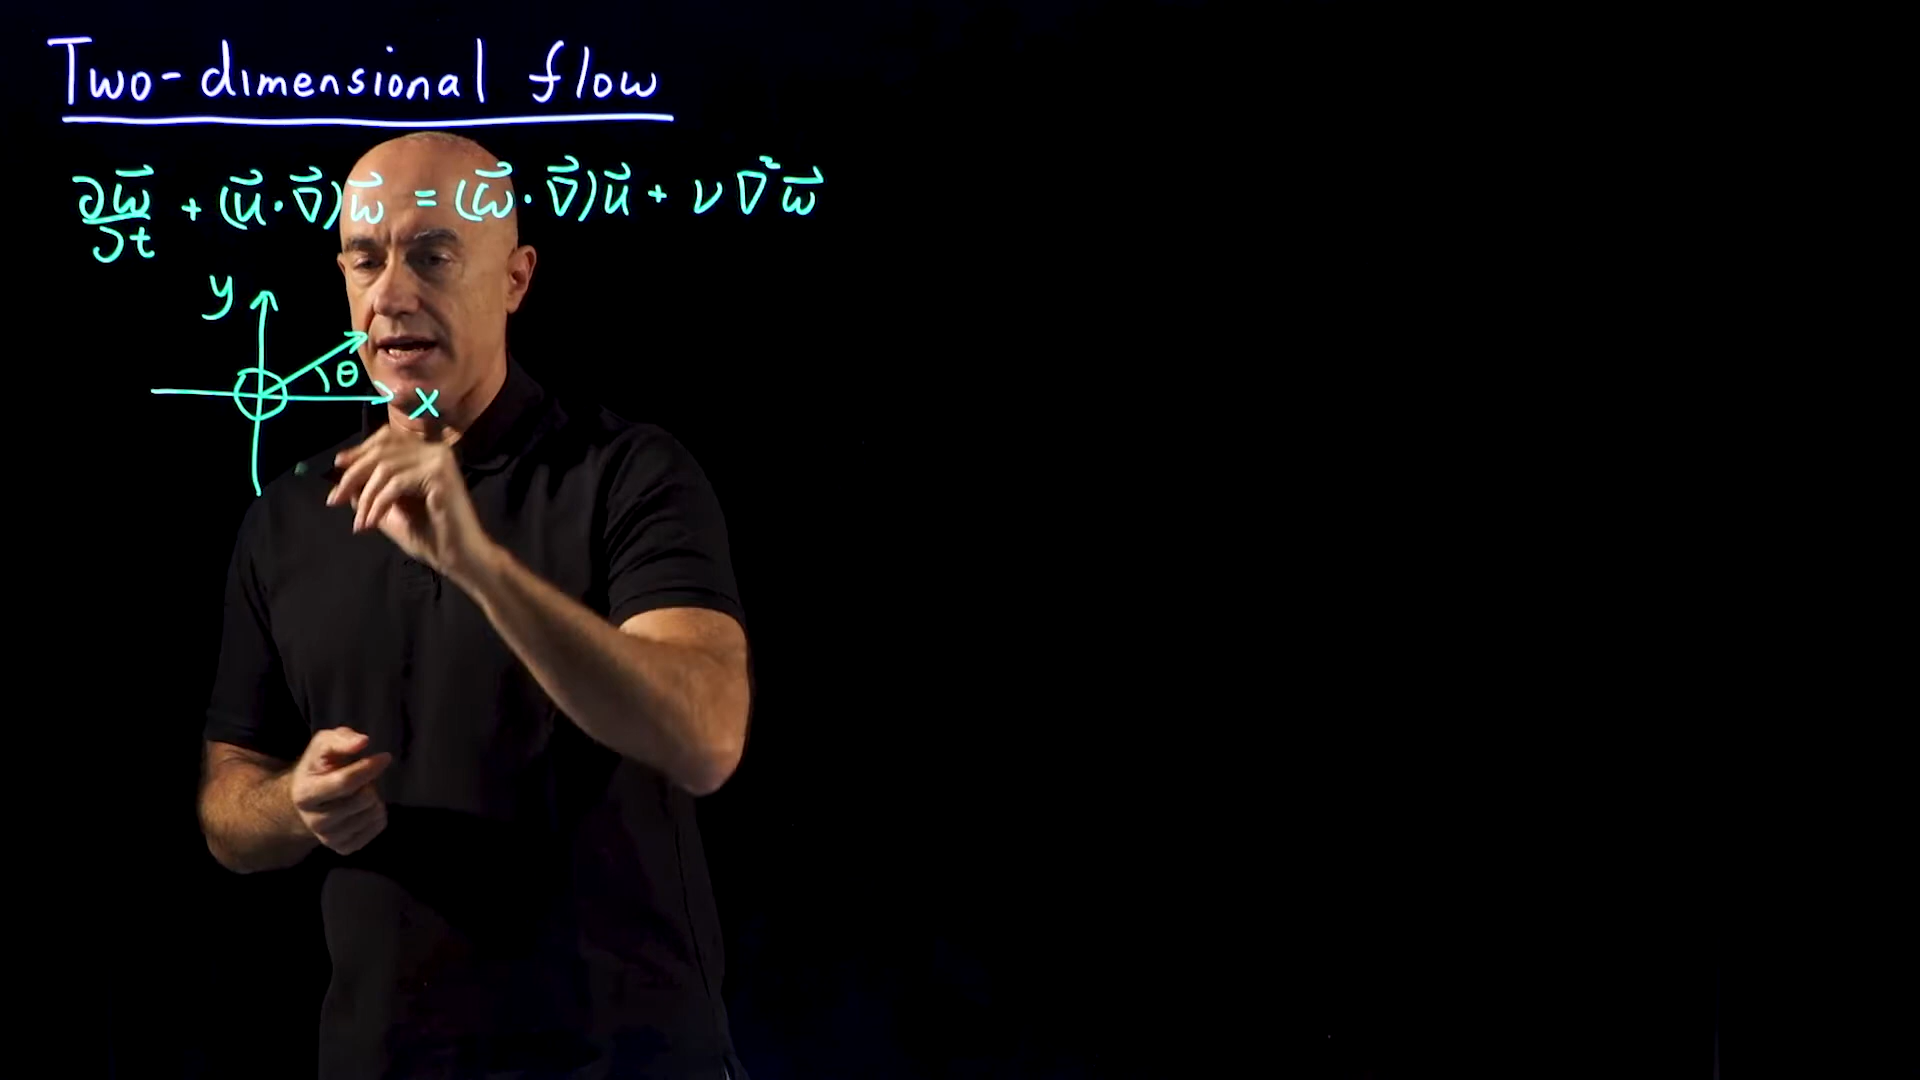 Two-dimensional flow
∂ω⃗/∂t + (u⃗·∇⃗)ω⃗ = (ω⃗·∇⃗)u⃗ + ν∇²ω⃗
y
θ
x